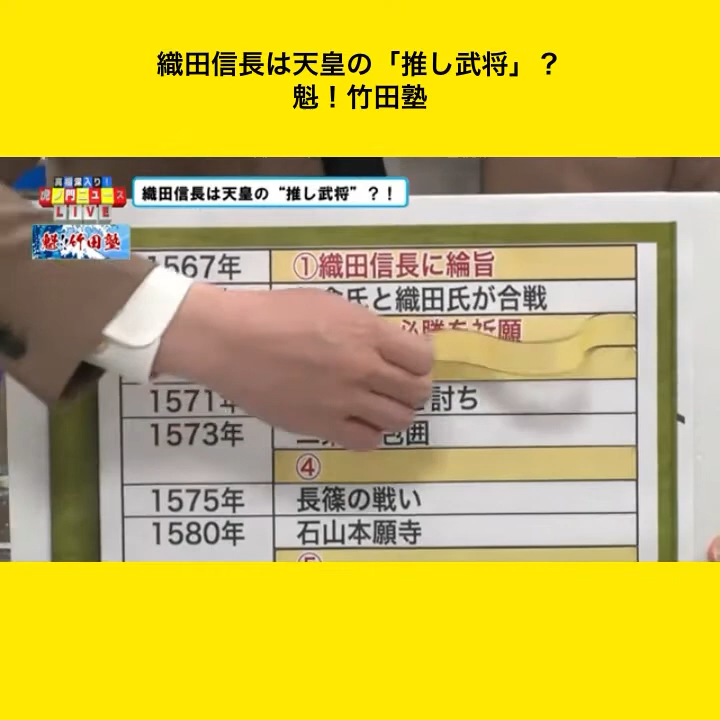 織田信長は天皇の「推し武将」？
魁！竹田塾
虎ノ門ニュース
LIVE
織田信長は天皇の“推し武将”？！
魁！竹田塾
1567年 ①織田信長に綸旨
氏と織田氏が合戦
必勝を祈願
1571年 討ち
1573年 包囲
④
1575年 長篠の戦い
1580年 石山本願寺
⑤